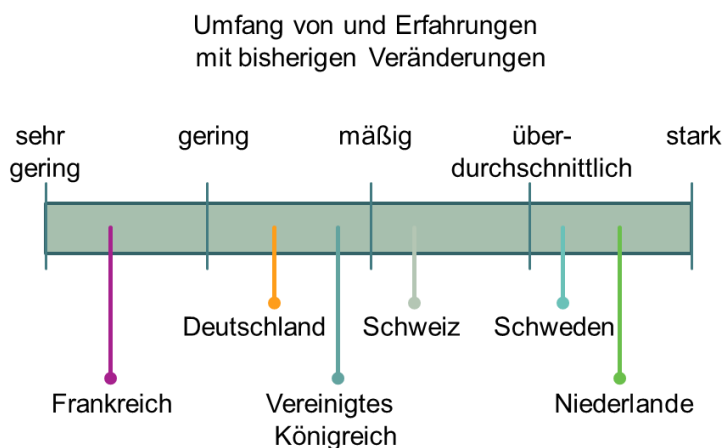 Umfang von und Erfahrungen
mit bisherigen Veränderungen
sehr
gering
gering
mäßig
über-
durchschnittlich
stark
Deutschland
Schweiz
Schweden
Frankreich
Vereinigtes
Königreich
Niederlande